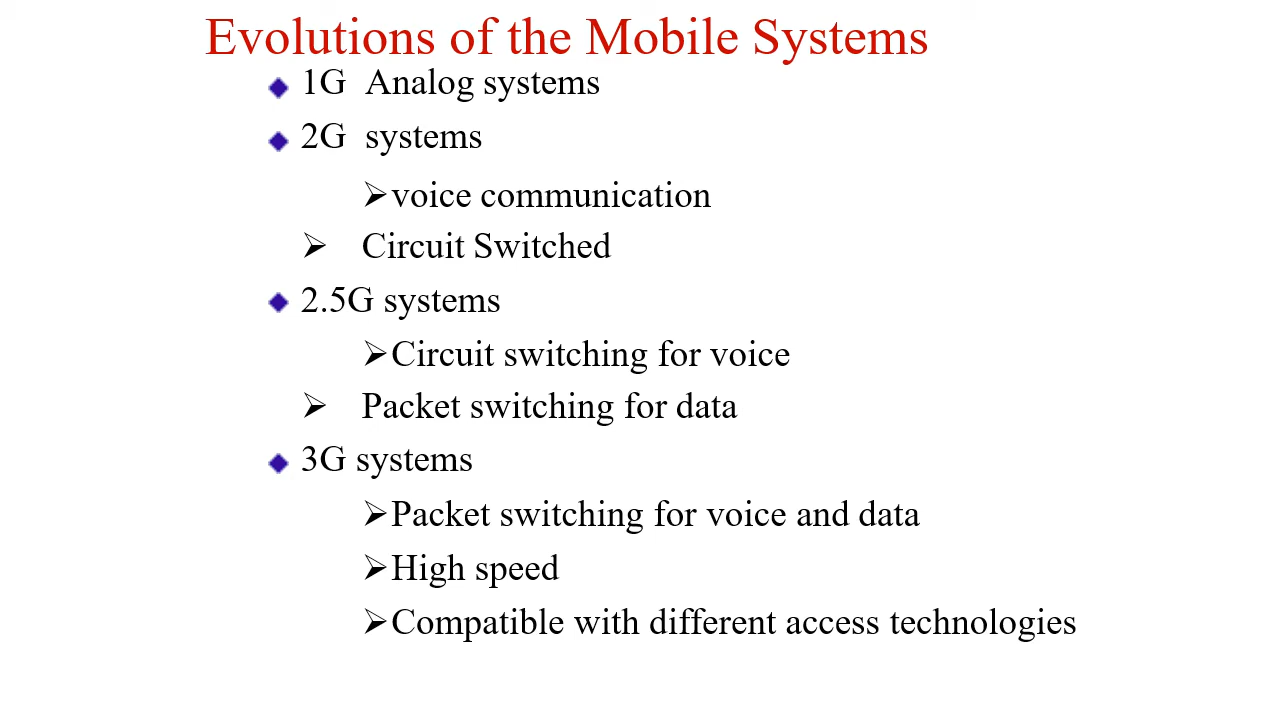 Evolutions of the Mobile Systems
1G  Analog systems
2G  systems
voice communication
Circuit Switched
2.5G systems
Circuit switching for voice
Packet switching for data
3G systems
Packet switching for voice and data
High speed
Compatible with different access technologies